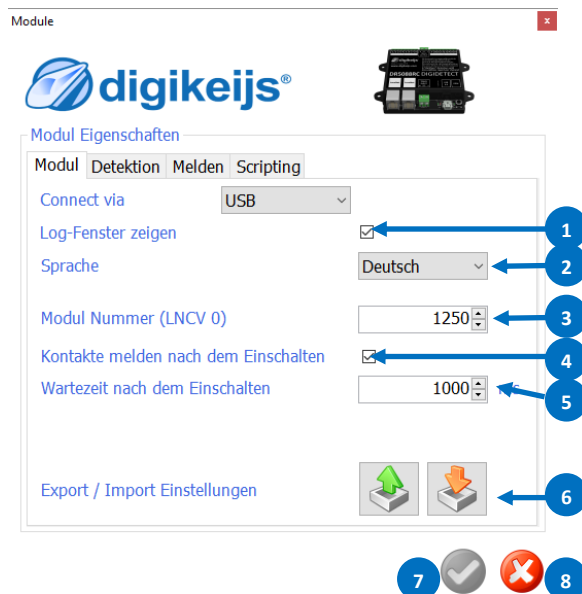 Module
x
digikeijs®
DR5088RC DIGIDETECT
Modul Eigenschaften
Modul Detektion Melden Scripting
Connect via USB
Log-Fenster zeigen 1
Sprache Deutsch 2
Modul Nummer (LNCV 0) 1250 3
Kontakte melden nach dem Einschalten 4
Wartezeit nach dem Einschalten 1000 5
Export / Import Einstellungen 6
7 8